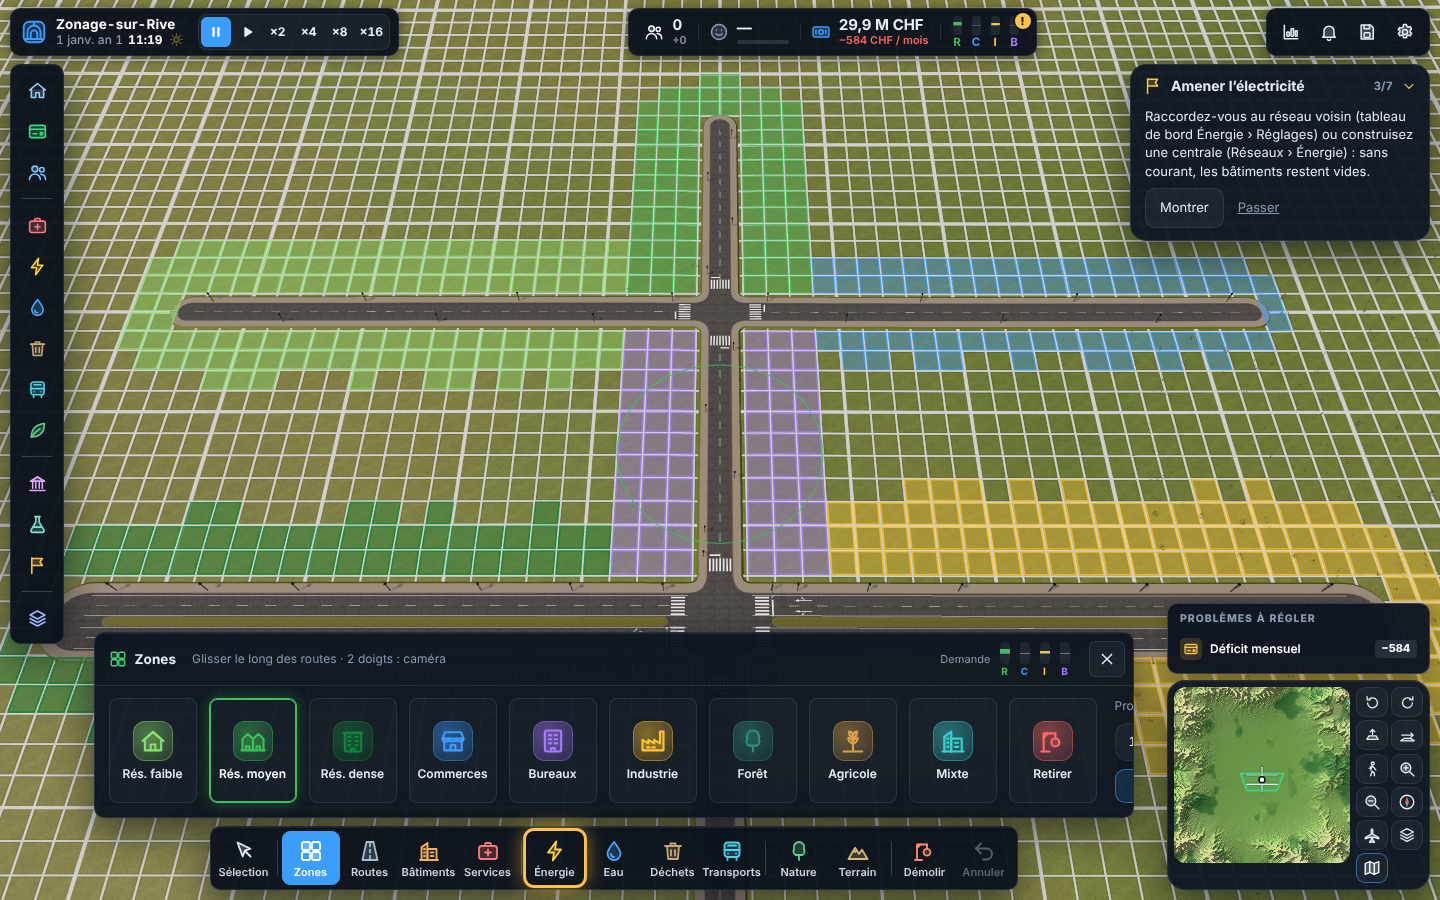 Zonage-sur-Rive
1 janv. an 1 11:19
×2 ×4 ×8 ×16
0
+0
—
29,9 M CHF
−584 CHF / mois
R C I B
!
Amener l’électricité
3/7
Raccordez-vous au réseau voisin (tableau
de bord Énergie › Réglages) ou construisez
une centrale (Réseaux › Énergie) : sans
courant, les bâtiments restent vides.
Montrer
Passer
PROBLÈMES À RÉGLER
Déficit mensuel
−584
Zones
Glisser le long des routes · 2 doigts : caméra
Demande
R C I B
Rés. faible
Rés. moyen
Rés. dense
Commerces
Bureaux
Industrie
Forêt
Agricole
Mixte
Retirer
Pro
Sélection
Zones
Routes
Bâtiments
Services
Énergie
Eau
Déchets
Transports
Nature
Terrain
Démolir
Annuler